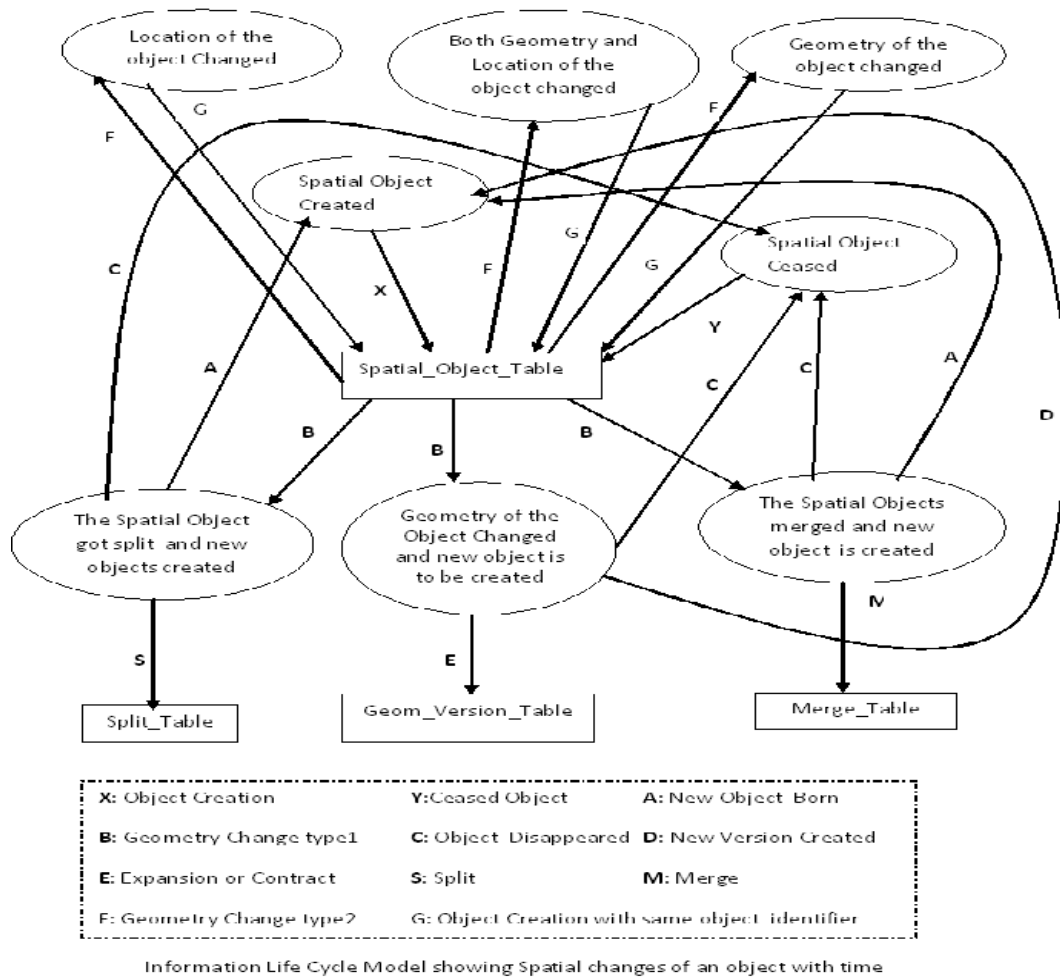 Location of the
object Changed
Both Geometry and
Location of the
object changed
Geometry of the
object changed
G
F
F
Spatial Object
Created
C
G
F
G
Spatial Object
Ceased
X
Y
A
Spatial_Object_Table
C
C
A
D
B
B
B
The Spatial Object
got split and new
objects created
Geometry of the
Object Changed
and new object is
to be created
The Spatial Objects
merged and new
object is created
M
S
E
Split_Table
Geom_Version_Table
Merge_Table
X: Object Creation Y:Ceased Object A: New Object Born
B: Geometry Change type1 C: Object Disappeared D: New Version Created
E: Expansion or Contract S: Split M: Merge
F: Geometry Change type2 G: Object Creation with same object identifier
Information Life Cycle Model showing Spatial changes of an object with time